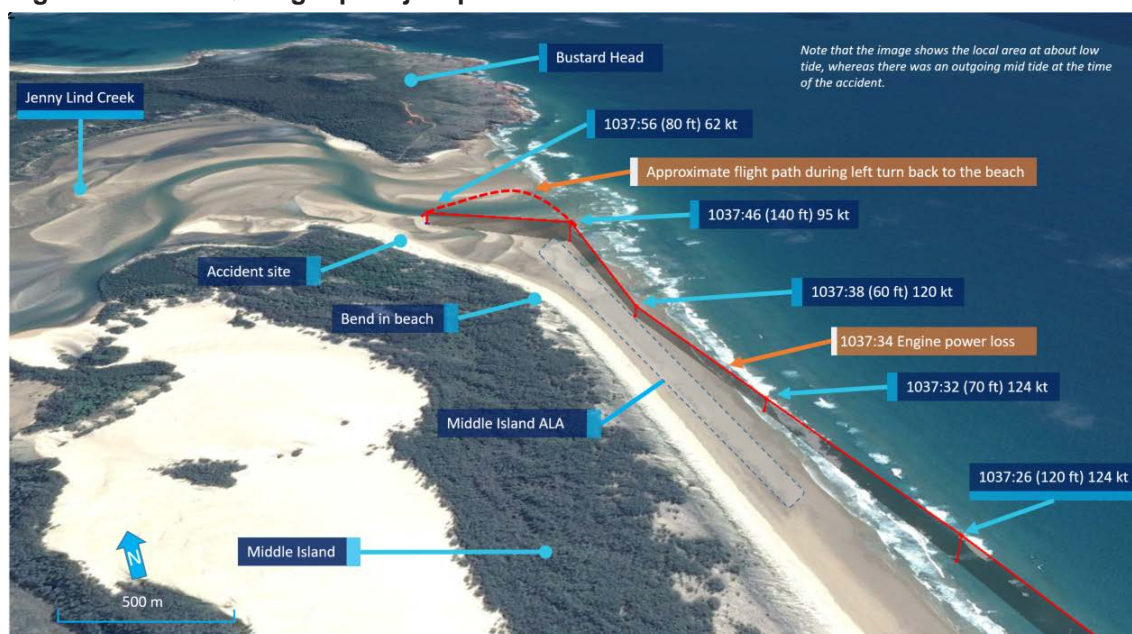 Bustard Head
Note that the image shows the local area at about low
tide, whereas there was an outgoing mid tide at the time
of the accident.
Jenny Lind Creek
1037:56 (80 ft) 62 kt
Approximate flight path during left turn back to the beach
1037:46 (140 ft) 95 kt
Accident site
1037:38 (60 ft) 120 kt
Bend in beach
1037:34 Engine power loss
1037:32 (70 ft) 124 kt
Middle Island ALA
1037:26 (120 ft) 124 kt
Middle Island
N
500 m